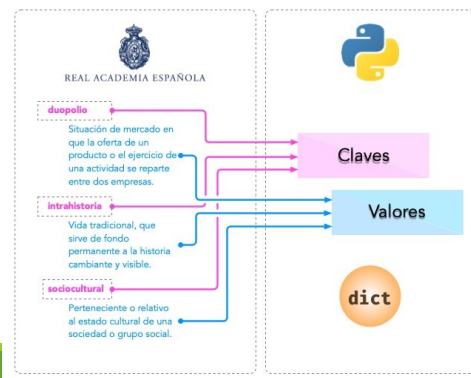 REAL ACADEMIA ESPAÑOLA
duopolio
Situación de mercado en
que la oferta de un
producto o el ejercicio de
una actividad se reparte
entre dos empresas.
intrahistoria
Vida tradicional, que
sirve de fondo
permanente a la historia
cambiante y visible.
sociocultural
Perteneciente o relativo
al estado cultural de una
sociedad o grupo social.
Claves
Valores
dict